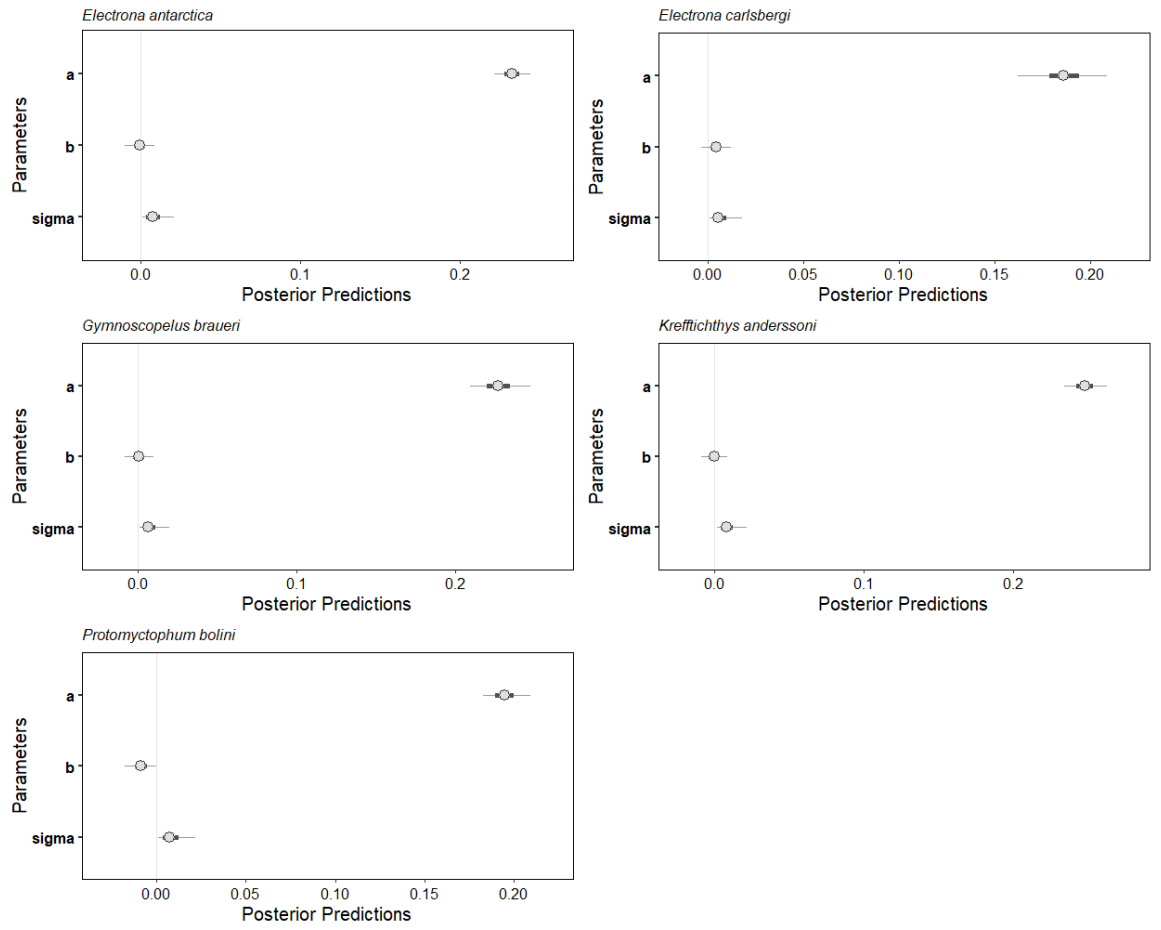 Electrona antarctica
Parameters
a
b
sigma
0.0 0.1 0.2
Posterior Predictions
Electrona carlsbergi
Parameters
a
b
sigma
0.00 0.05 0.10 0.15 0.20
Posterior Predictions
Gymnoscopelus braueri
Parameters
a
b
sigma
0.0 0.1 0.2
Posterior Predictions
Krefftichthys anderssoni
Parameters
a
b
sigma
0.0 0.1 0.2
Posterior Predictions
Protomyctophum bolini
Parameters
a
b
sigma
0.00 0.05 0.10 0.15 0.20
Posterior Predictions